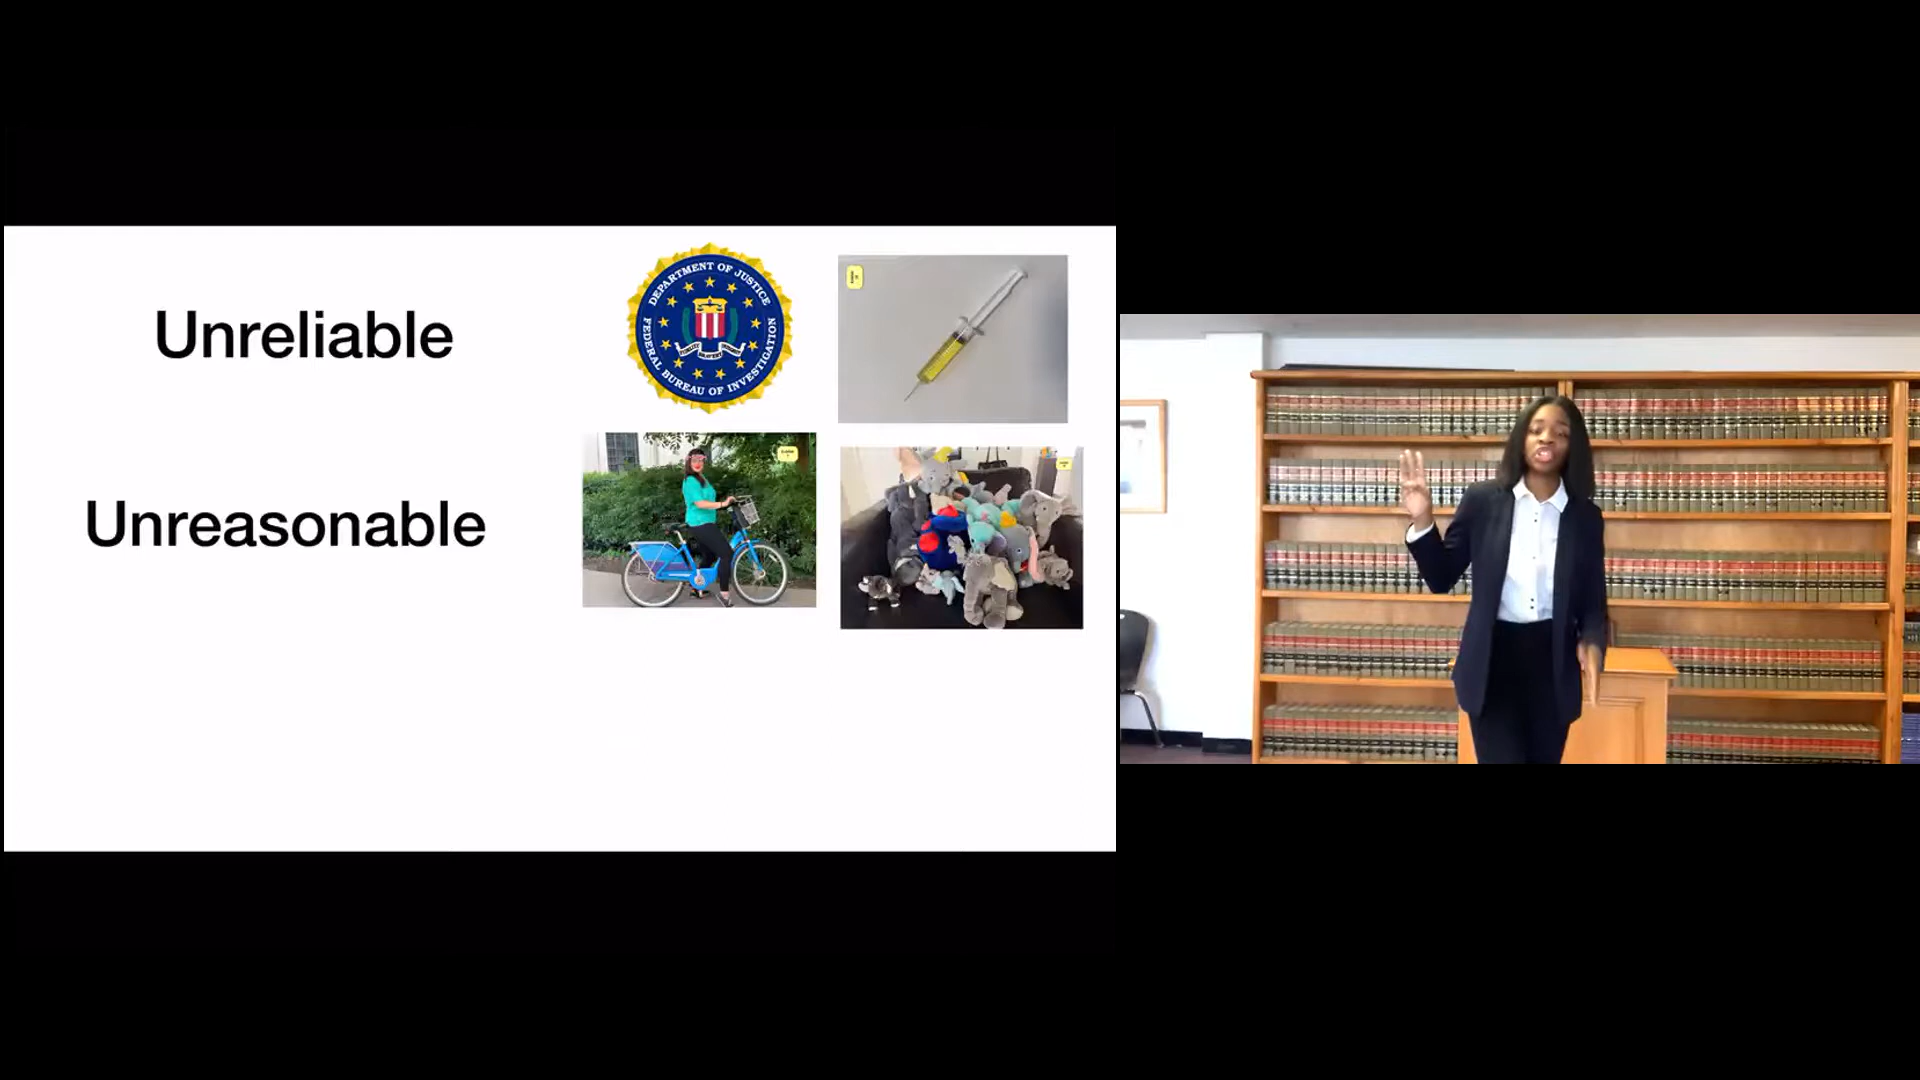 Unreliable
DEPARTMENT OF JUSTICE
FEDERAL BUREAU OF INVESTIGATION
Unreasonable